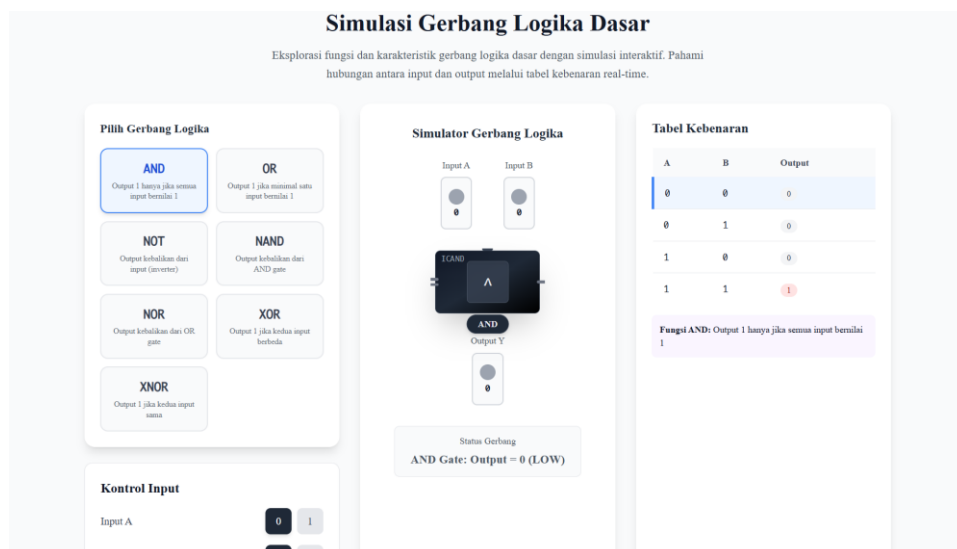 Simulasi Gerbang Logika Dasar
Eksplorasi fungsi dan karakteristik gerbang logika dasar dengan simulasi interaktif. Pahami
hubungan antara input dan output melalui tabel kebenaran real-time.
Pilih Gerbang Logika
AND
Output 1 hanya jika semua
input bernilai 1
OR
Output 1 jika minimal satu
input bernilai 1
NOT
Output kebalikan dari
input (inverter)
NAND
Output kebalikan dari
AND gate
NOR
Output kebalikan dari OR
gate
XOR
Output 1 jika kedua input
berbeda
XNOR
Output 1 jika kedua input
sama
Kontrol Input
Input A
0 1
Simulator Gerbang Logika
Input A Input B
0 0
ICAND
∧
AND
Output Y
0
Status Gerbang
AND Gate: Output = 0 (LOW)
Tabel Kebenaran
A B Output
0 0 0
0 1 0
1 0 0
1 1 1
Fungsi AND: Output 1 hanya jika semua input bernilai
1